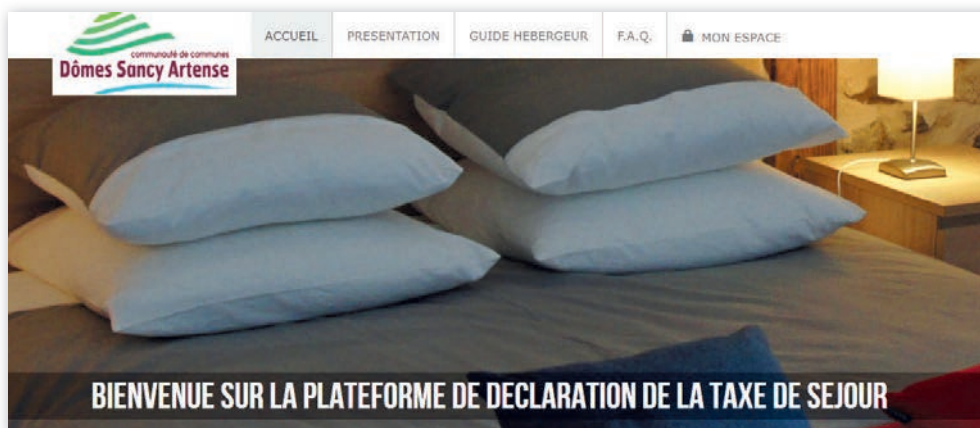 ACCUEIL PRESENTATION GUIDE HEBERGEUR F.A.Q. MON ESPACE
communauté de communes
Dômes Sancy Artense
BIENVENUE SUR LA PLATEFORME DE DECLARATION DE LA TAXE DE SEJOUR